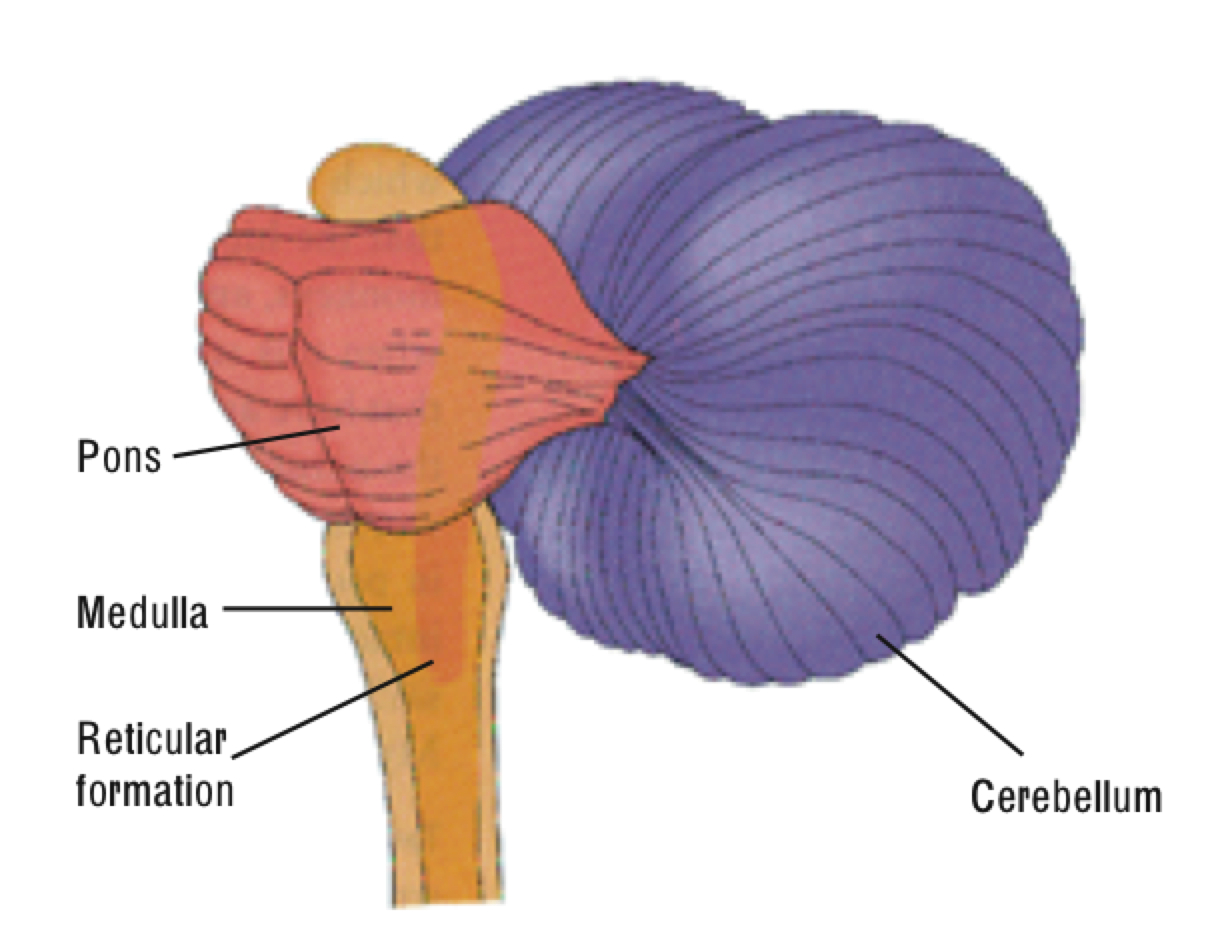 Pons
Medulla
Reticular
formation
Cerebellum